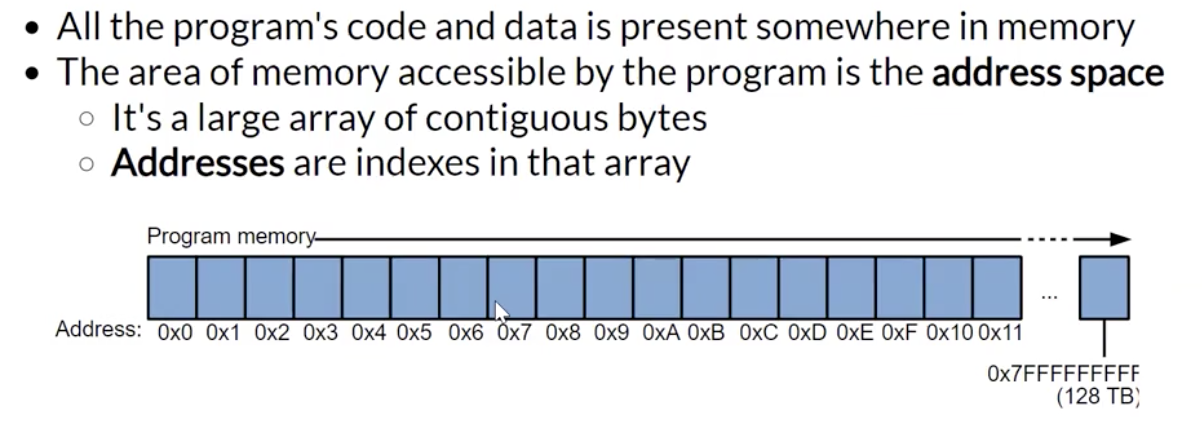 All the program's code and data is present somewhere in memory
The area of memory accessible by the program is the address space
It's a large array of contiguous bytes
Addresses are indexes in that array
Program memory
...
Address: 0x0 0x1 0x2 0x3 0x4 0x5 0x6 0x7 0x8 0x9 0xA 0xB 0xC 0xD 0xE 0xF 0x10 0x11
0x7FFFFFFFFF
(128 TB)